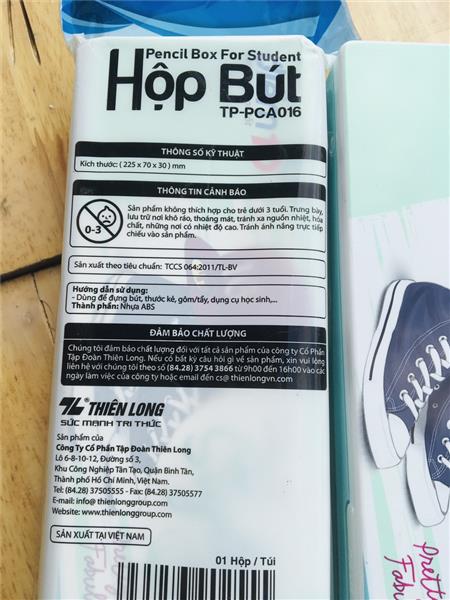 Pencil Box For Student
Hộp Bút
TP-PCA016
THÔNG SỐ KỸ THUẬT
Kích thước: ( 225 x 70 x 30 ) mm
THÔNG TIN CẢNH BÁO
0-3
Sản phẩm không thích hợp cho trẻ dưới 3 tuổi. Trưng bày,
lưu trữ nơi khô ráo, thoáng mát, tránh xa nguồn nhiệt, hóa
chất, những nơi có nhiệt độ cao. Tránh ánh nắng trực tiếp
chiếu vào sản phẩm.
Sản xuất theo tiêu chuẩn: TCCS 064:2011/TL-BV
Hướng dẫn sử dụng:
- Dùng để đựng bút, thước kẻ, gôm/tẩy, dụng cụ học sinh,...
Thành phần: Nhựa ABS
ĐẢM BẢO CHẤT LƯỢNG
Chúng tôi đảm bảo chất lượng đối với tất cả sản phẩm của công ty Cổ Phần
Tập Đoàn Thiên Long. Nếu có bất kỳ câu hỏi gì về sản phẩm, xin vui lòng
liên hệ với chúng tôi theo số (84.28) 3754 3866 từ 9h00 đến 16h00 vào các
ngày làm việc của công ty hoặc email đến cs@thienlongvn.com
THIÊN LONG
SỨC MẠNH TRI THỨC
Sản phẩm của
Công Ty Cổ Phần Tập Đoàn Thiên Long
Lô 6-8-10-12, Đường số 3,
Khu Công Nghiệp Tân Tạo, Quận Bình Tân,
Thành phố Hồ Chí Minh, Việt Nam.
Tel: (84.28) 37505555 - Fax: (84.28) 37505577
E-mail: info@thienlonggroup.com
Website: www.thienlonggroup.com
SẢN XUẤT TẠI VIỆT NAM
01 Hộp / Túi
Pretty